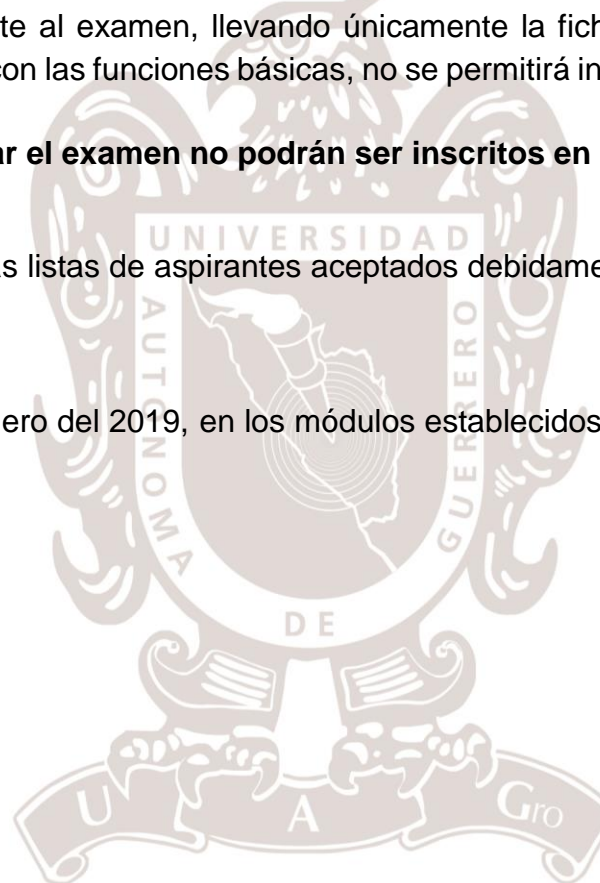 te al examen, llevando únicamente la fich
con las funciones básicas, no se permitirá in
ar el examen no podrán ser inscritos en
UNIVERSIDAD
as listas de aspirantes aceptados debidame
AUTONOMA
GUERRERO
ero del 2019, en los módulos establecidos
DE
U A Gro